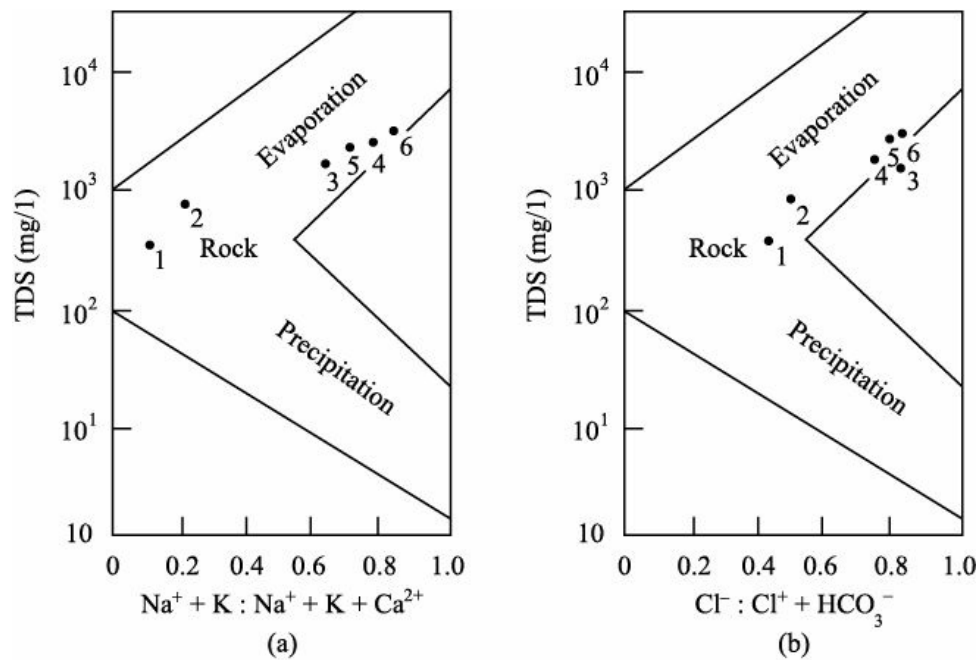 10⁴
10³
10²
10¹
10
TDS (mg/1)
Evaporation
Rock
Precipitation
1
2
3
5
4
6
0
0.2
0.4
0.6
0.8
1.0
Na⁺ + K : Na⁺ + K + Ca²⁺
(a)
10⁴
10³
10²
10¹
10
TDS (mg/1)
Evaporation
Rock
Precipitation
1
2
4
5
6
3
0
0.2
0.4
0.6
0.8
1.0
Cl⁻ : Cl⁺ + HCO₃⁻
(b)